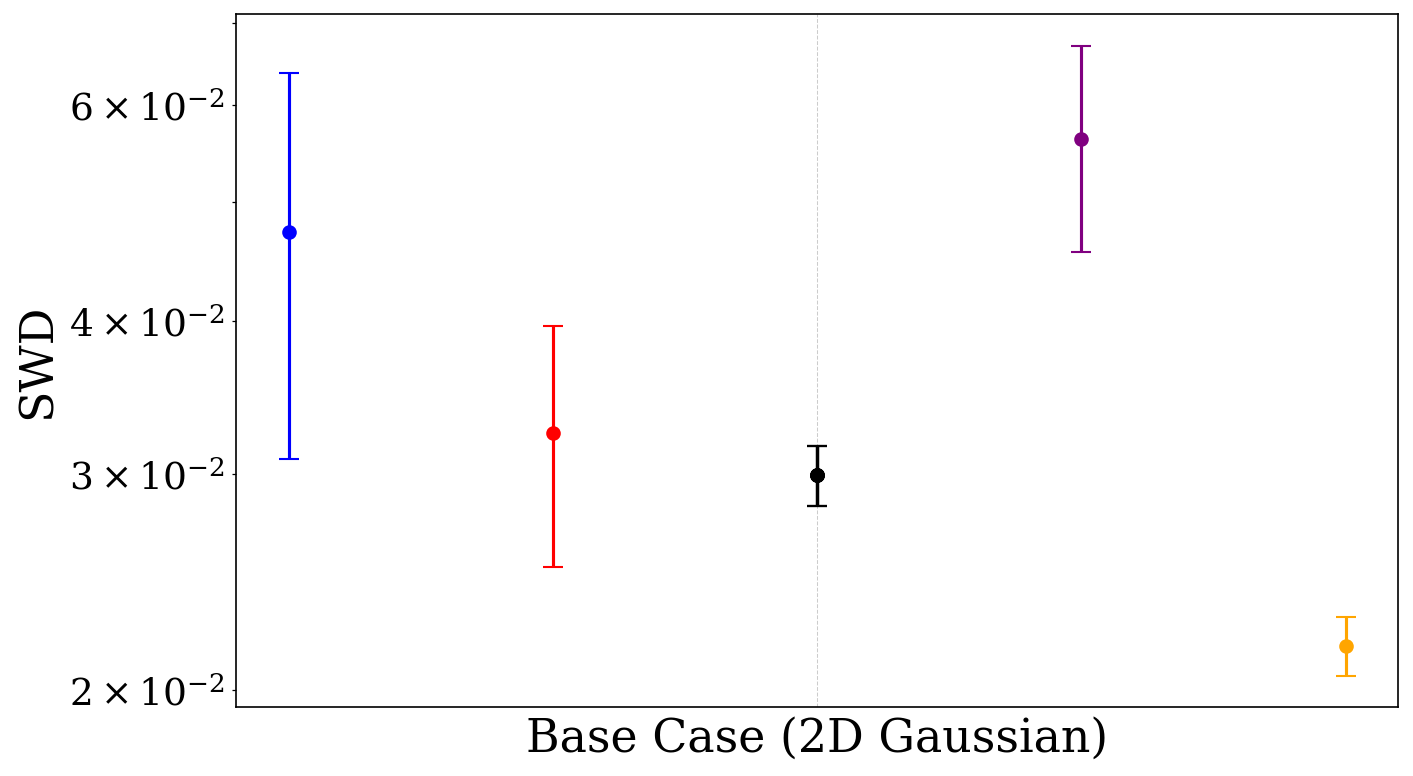 6 × 10⁻²
4 × 10⁻²
3 × 10⁻²
2 × 10⁻²
SWD
Base Case (2D Gaussian)